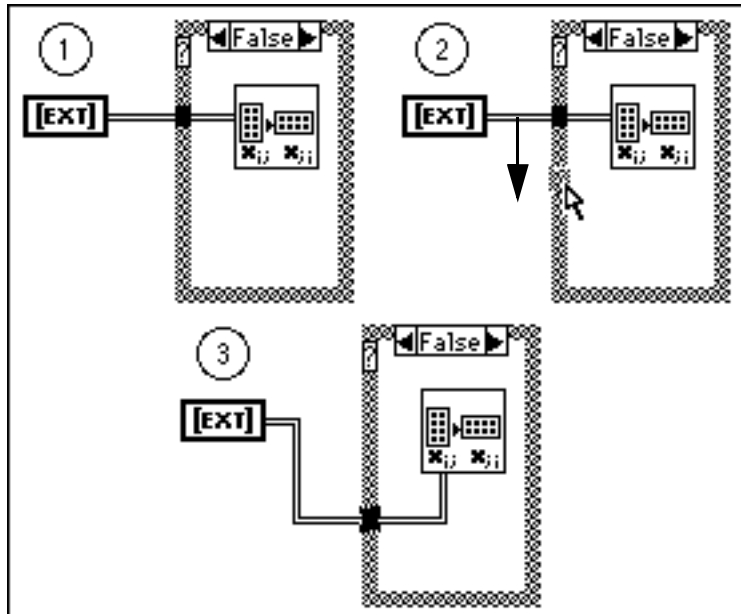 1
?
False
[EXT]
x i j x j i
2
?
False
[EXT]
x i j x j i
3
?
False
[EXT]
x i j x j i